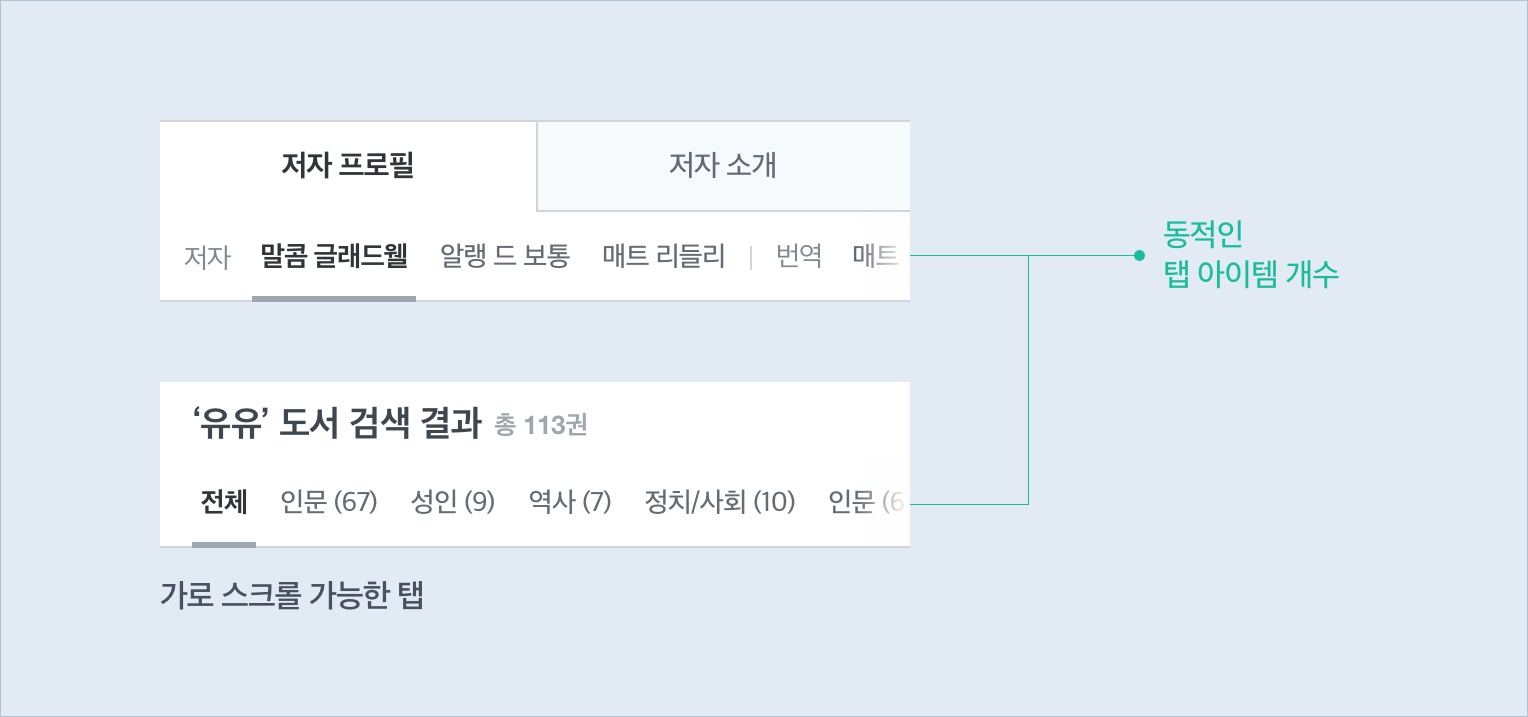 저자 프로필 저자 소개
저자 말콤 글래드웰 알랭 드 보통 매트 리들리 | 번역 매트
동적인
탭 아이템 개수
‘유유’ 도서 검색 결과 총 113권
전체 인문 (67) 성인 (9) 역사 (7) 정치/사회 (10) 인문 (6
가로 스크롤 가능한 탭